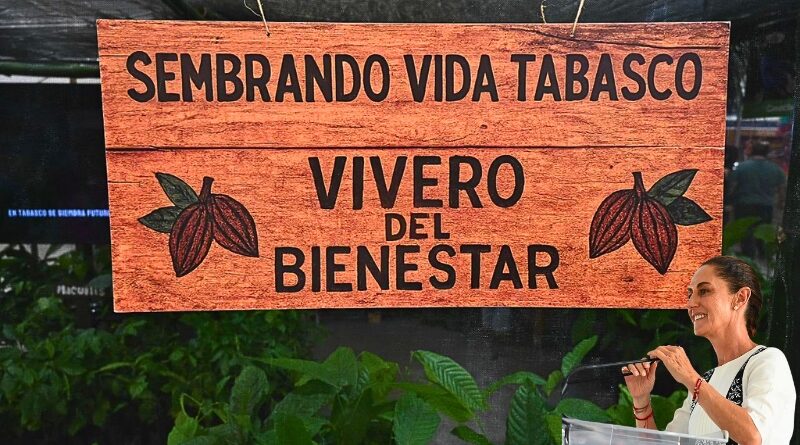 SEMBRANDO VIDA TABASCO
VIVERO
DEL
BIENESTAR
EN TABASCO SE SIEMBRA FUTURO